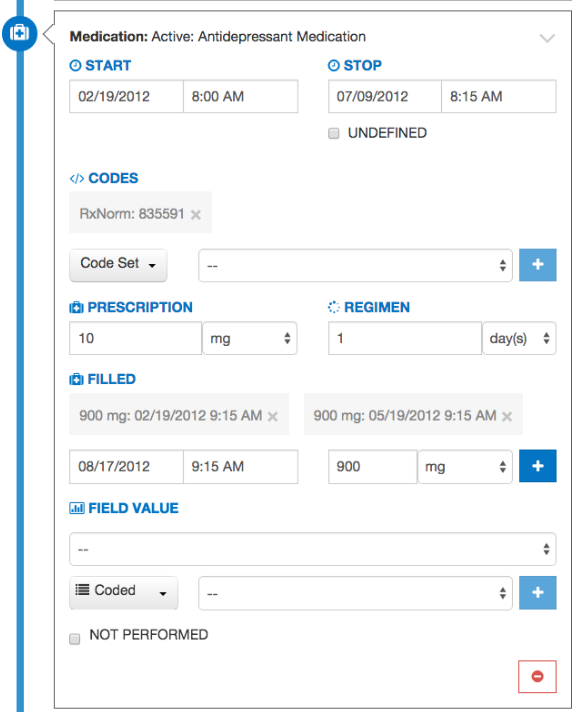 Medication: Active: Antidepressant Medication
START STOP
02/19/2012 8:00 AM 07/09/2012 8:15 AM
UNDEFINED
</> CODES
RxNorm: 835591 ×
Code Set -- +
PRESCRIPTION REGIMEN
10 mg 1 day(s)
FILLED
900 mg: 02/19/2012 9:15 AM × 900 mg: 05/19/2012 9:15 AM ×
08/17/2012 9:15 AM 900 mg +
FIELD VALUE
--
Coded -- +
NOT PERFORMED